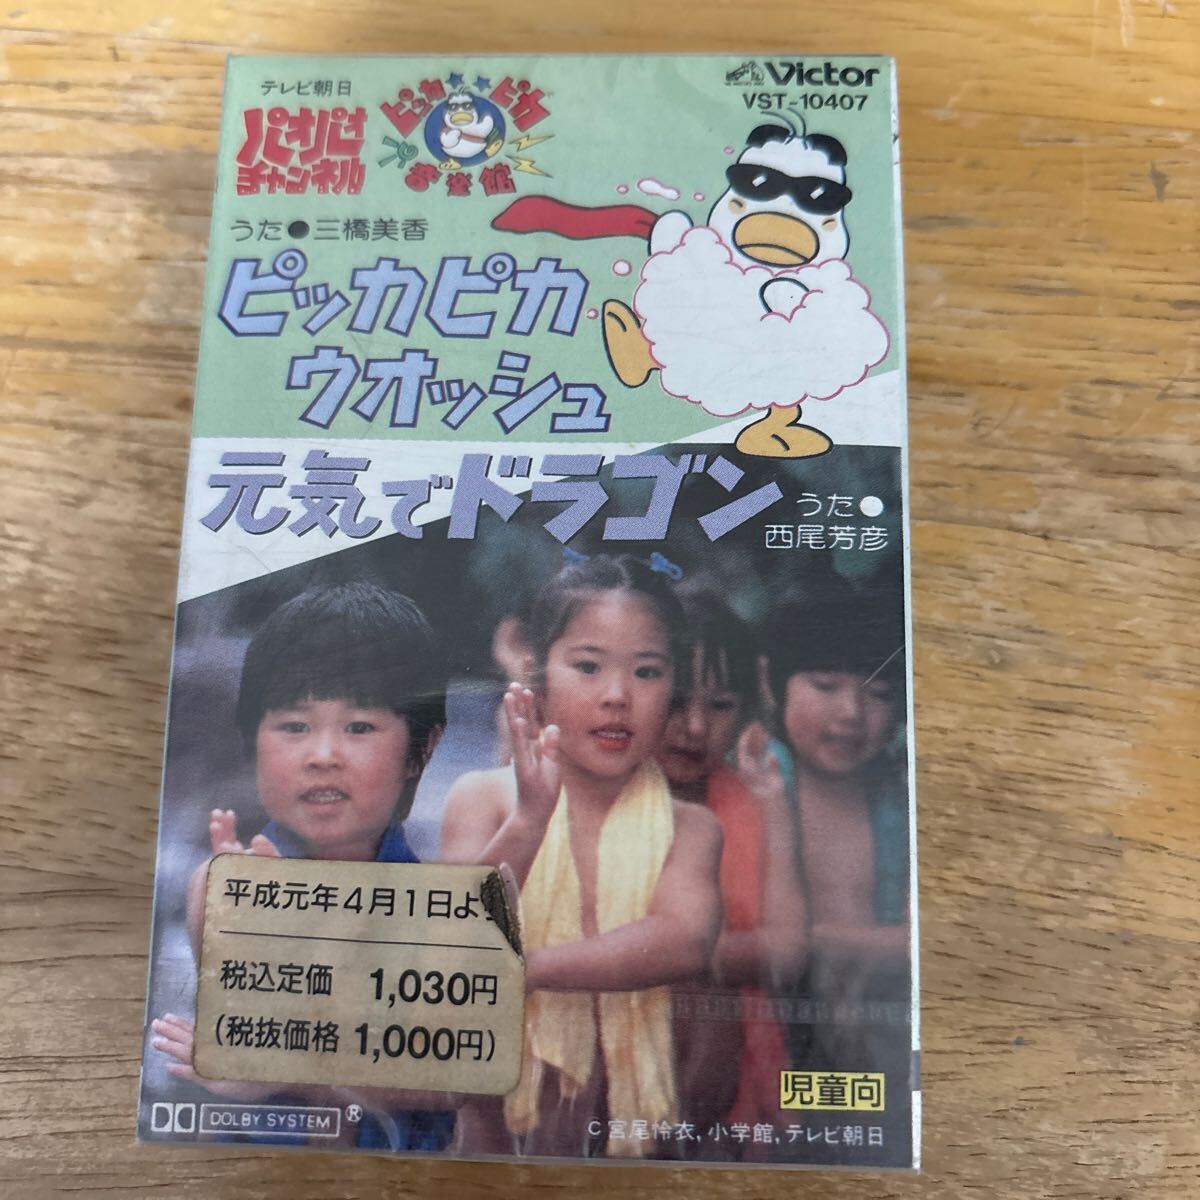 テレビ朝日
パオパオ
チャンネル
ピッカピカ
音楽館
Victor
VST-10407
うた●三橋美香
ピッカピカ
ウオッシュ
元気でドラゴン
うた●
西尾芳彦
平成元年4月1日よ
税込定価 1,030円
(税抜価格 1,000円)
児童向
DOLBY SYSTEM ®
C宮尾怜衣,小学館,テレビ朝日